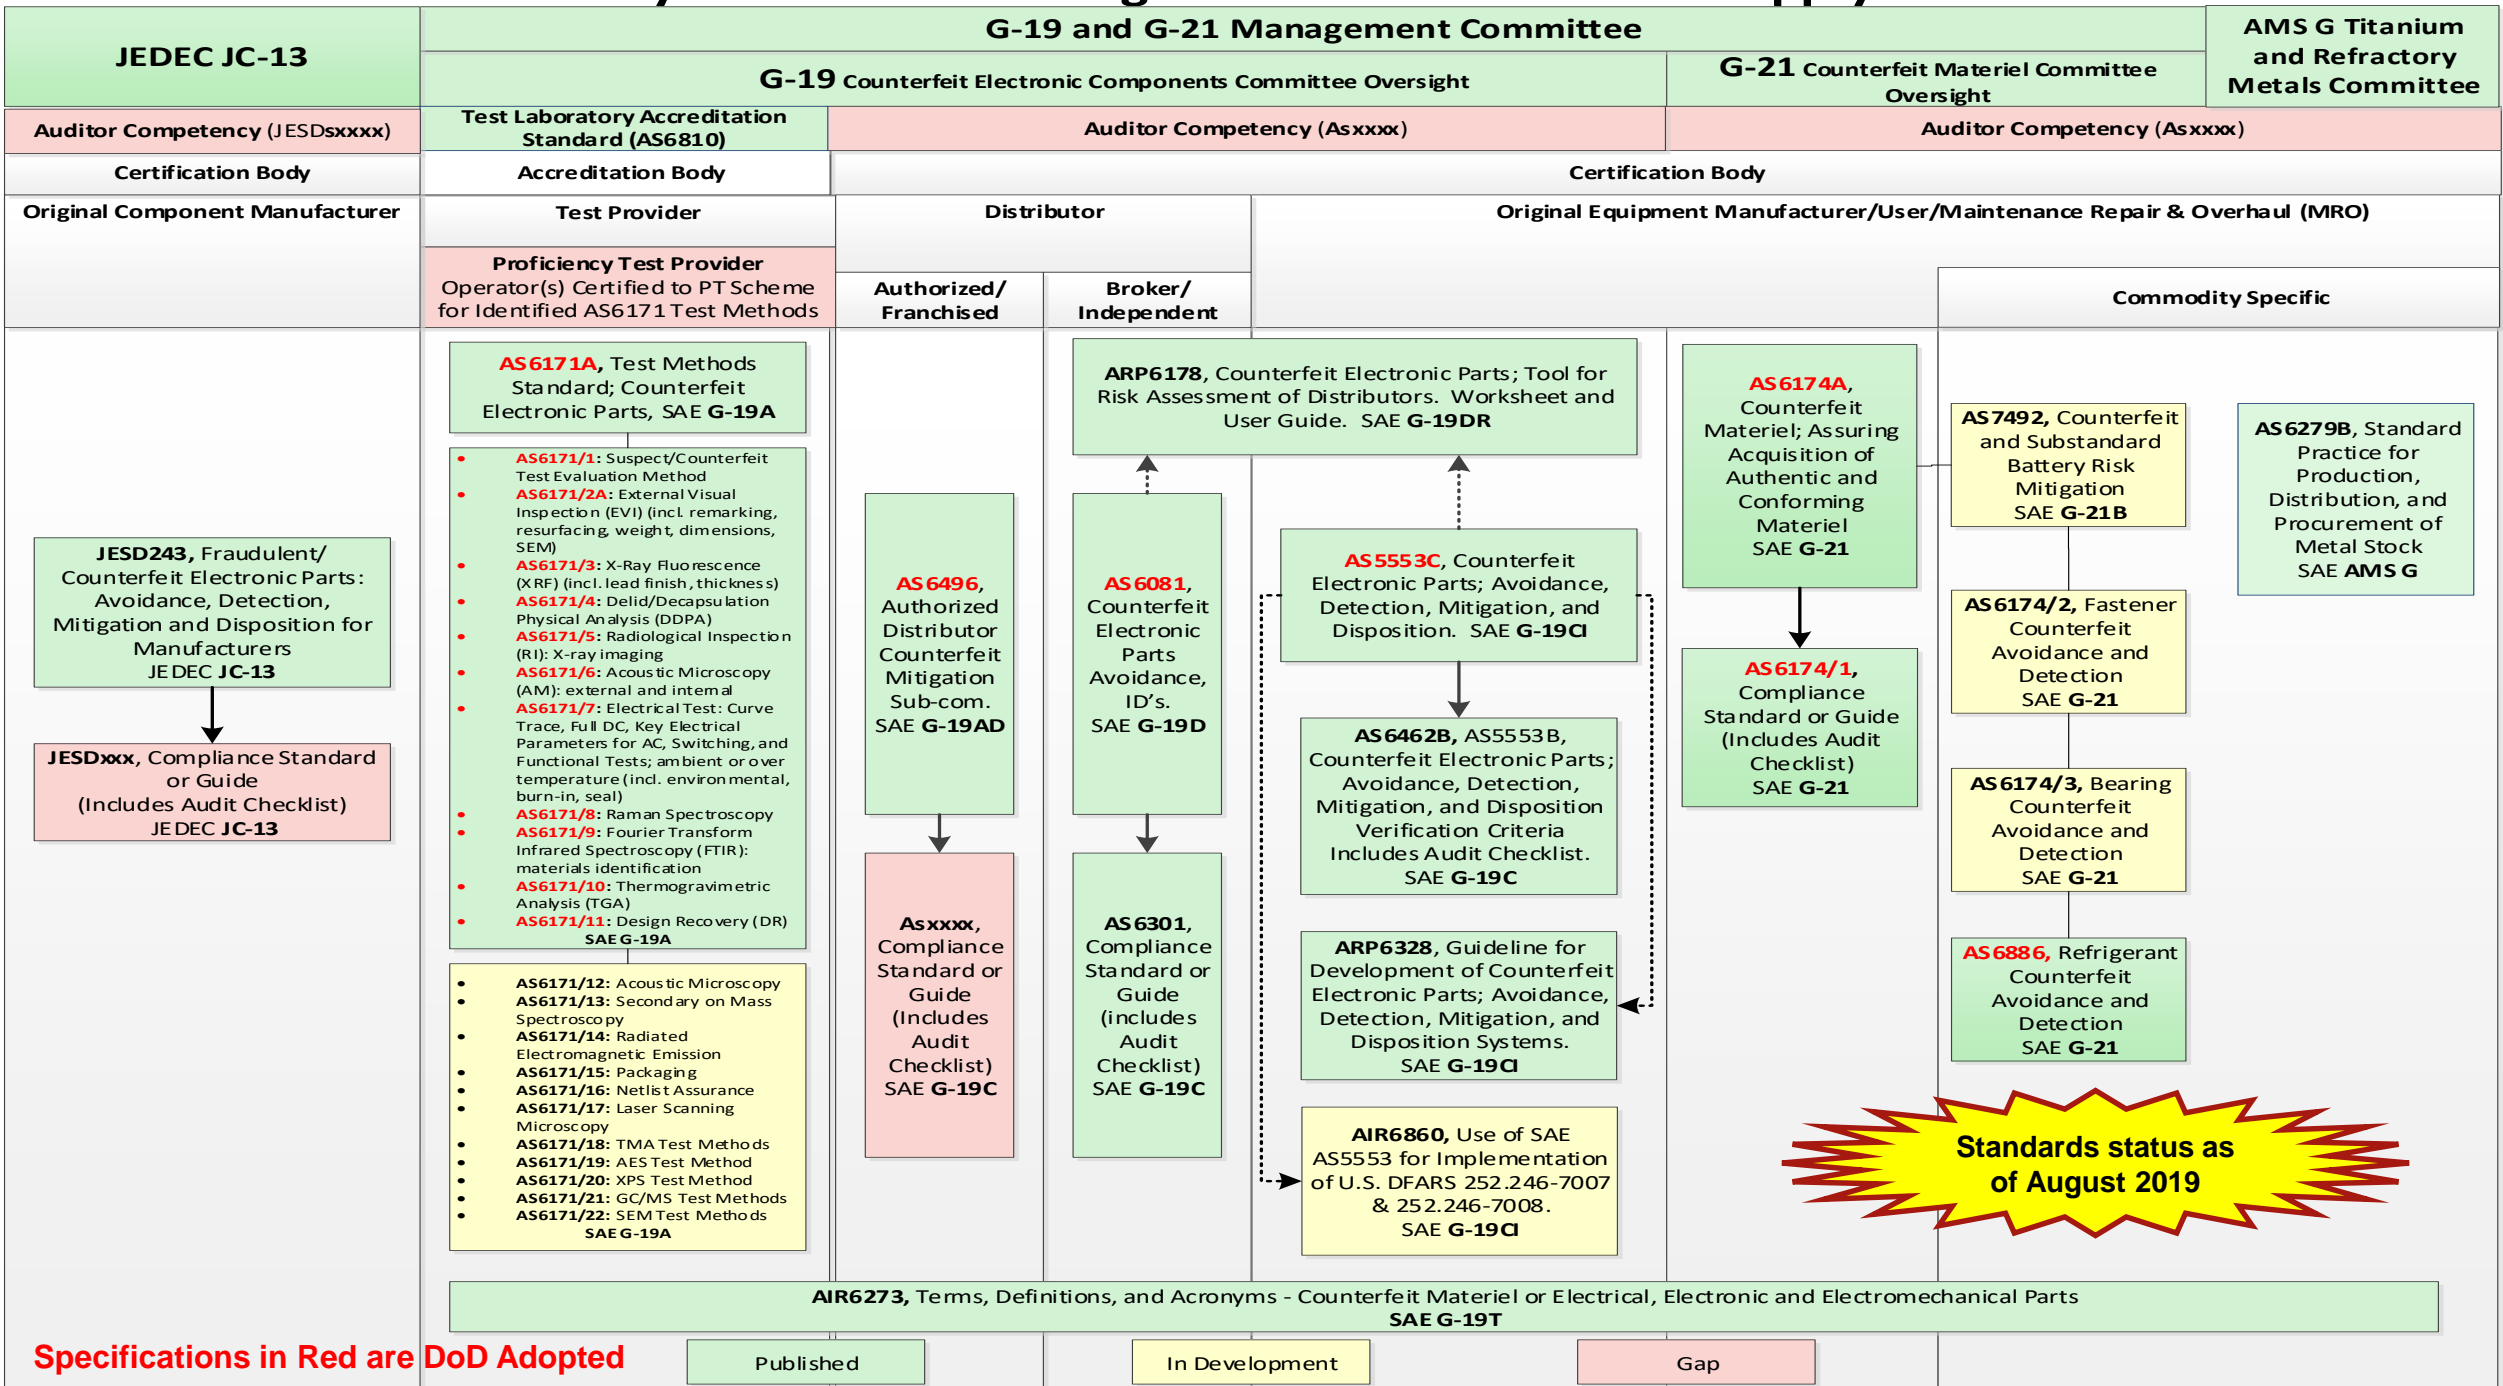 G-19 and G-21 Management Committee
JEDEC JC-13
AMS G Titanium
and Refractory
Metals Committee
G-19 Counterfeit Electronic Components Committee Oversight
G-21 Counterfeit Materiel Committee
Oversight
Auditor Competency (JESDsxxxx)
Test Laboratory Accreditation
Standard (AS6810)
Auditor Competency (Asxxxx)
Auditor Competency (Asxxxx)
Certification Body
Accreditation Body
Certification Body
Original Component Manufacturer
Test Provider
Distributor
Original Equipment Manufacturer/User/Maintenance Repair & Overhaul (MRO)
Proficiency Test Provider
Operator(s) Certified to PT Scheme
for Identified AS6171 Test Methods
Authorized/
Franchised
Broker/
Independent
Commodity Specific
JESD243, Fraudulent/
Counterfeit Electronic Parts:
Avoidance, Detection,
Mitigation and Disposition for
Manufacturers
JEDEC JC-13
JESDxxx, Compliance Standard
or Guide
(Includes Audit Checklist)
JEDEC JC-13
AS6171A, Test Methods
Standard; Counterfeit
Electronic Parts, SAE G-19A
• AS6171/1: Suspect/Counterfeit
Test Evaluation Method
• AS6171/2A: External Visual
Inspection (EVI) (incl. remarking,
resurfacing, weight, dimensions,
SEM)
• AS6171/3: X-Ray Fluorescence
(XRF) (incl. lead finish, thickness)
• AS6171/4: Delid/Decapsulation
Physical Analysis (DDPA)
• AS6171/5: Radiological Inspection
(RI): X-ray imaging
• AS6171/6: Acoustic Microscopy
(AM): external and internal
• AS6171/7: Electrical Test: Curve
Trace, Full DC, Key Electrical
Parameters for AC, Switching, and
Functional Tests; ambient or over
temperature (incl. environmental,
burn-in, seal)
• AS6171/8: Raman Spectroscopy
• AS6171/9: Fourier Transform
Infrared Spectroscopy (FTIR):
materials identification
• AS6171/10: Thermogravimetric
Analysis (TGA)
• AS6171/11: Design Recovery (DR)
SAE G-19A
• AS6171/12: Acoustic Microscopy
• AS6171/13: Secondary on Mass
Spectroscopy
• AS6171/14: Radiated
Electromagnetic Emission
• AS6171/15: Packaging
• AS6171/16: Netlist Assurance
• AS6171/17: Laser Scanning
Microscopy
• AS6171/18: TMA Test Methods
• AS6171/19: AES Test Method
• AS6171/20: XPS Test Method
• AS6171/21: GC/MS Test Methods
• AS6171/22: SEM Test Methods
SAE G-19A
AS6496,
Authorized
Distributor
Counterfeit
Mitigation
Sub-com.
SAE G-19AD
Asxxxx,
Compliance
Standard or
Guide
(Includes
Audit
Checklist)
SAE G-19C
ARP6178, Counterfeit Electronic Parts; Tool for
Risk Assessment of Distributors. Worksheet and
User Guide. SAE G-19DR
AS6081,
Counterfeit
Electronic
Parts
Avoidance,
ID's.
SAE G-19D
AS6301,
Compliance
Standard or
Guide
(includes
Audit
Checklist)
SAE G-19C
AS5553C, Counterfeit
Electronic Parts; Avoidance,
Detection, Mitigation, and
Disposition. SAE G-19CI
AS6462B, AS5553B,
Counterfeit Electronic Parts;
Avoidance, Detection,
Mitigation, and Disposition
Verification Criteria
Includes Audit Checklist.
SAE G-19C
ARP6328, Guideline for
Development of Counterfeit
Electronic Parts; Avoidance,
Detection, Mitigation, and
Disposition Systems.
SAE G-19CI
AIR6860, Use of SAE
AS5553 for Implementation
of U.S. DFARS 252.246-7007
& 252.246-7008.
SAE G-19CI
AS6174A,
Counterfeit
Materiel; Assuring
Acquisition of
Authentic and
Conforming
Materiel
SAE G-21
AS6174/1,
Compliance
Standard or Guide
(Includes Audit
Checklist)
SAE G-21
AS7492, Counterfeit
and Substandard
Battery Risk
Mitigation
SAE G-21B
AS6174/2, Fastener
Counterfeit
Avoidance and
Detection
SAE G-21
AS6174/3, Bearing
Counterfeit
Avoidance and
Detection
SAE G-21
AS6886, Refrigerant
Counterfeit
Avoidance and
Detection
SAE G-21
AS6279B, Standard
Practice for
Production,
Distribution, and
Procurement of
Metal Stock
SAE AMS G
Standards status as
of August 2019
AIR6273, Terms, Definitions, and Acronyms - Counterfeit Materiel or Electrical, Electronic and Electromechanical Parts
SAE G-19T
Specifications in Red are DoD Adopted
Published
In Development
Gap